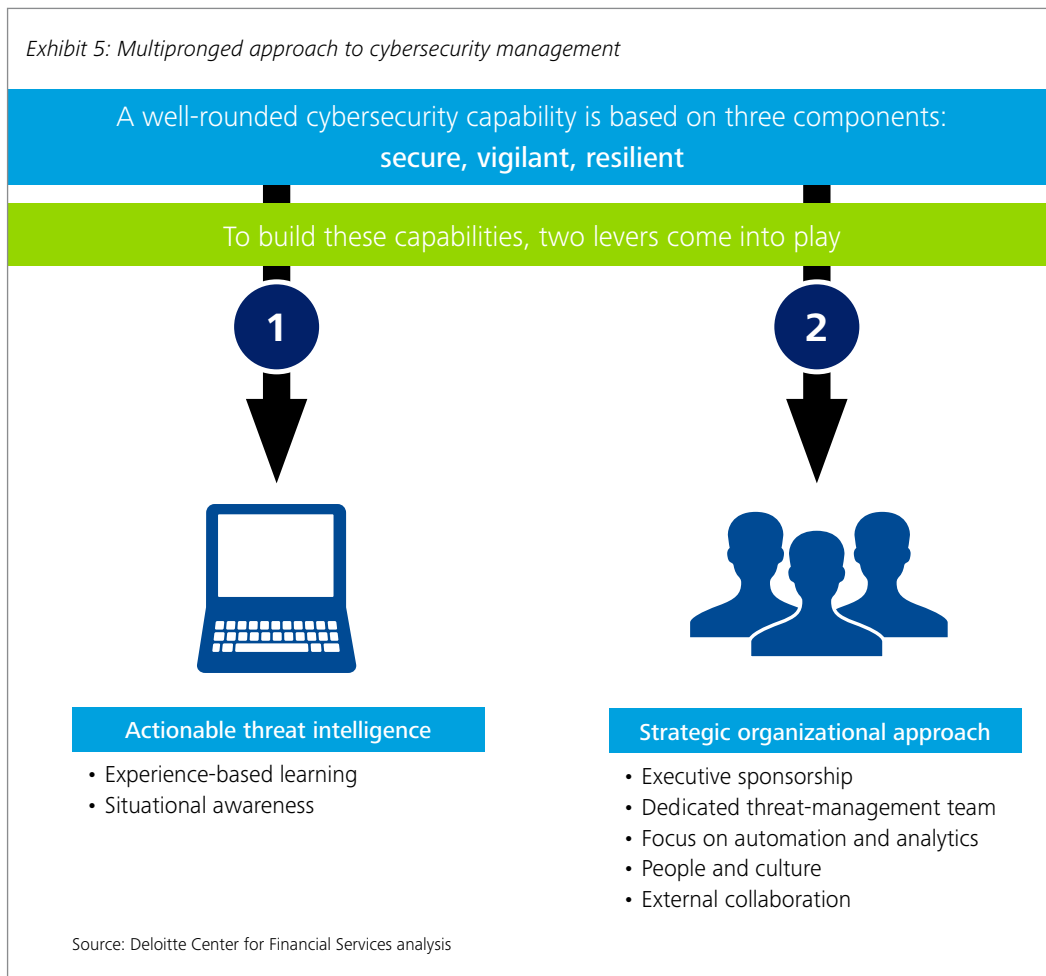 Exhibit 5: Multipronged approach to cybersecurity management
A well-rounded cybersecurity capability is based on three components:
secure, vigilant, resilient
To build these capabilities, two levers come into play
1
2
Actionable threat intelligence
• Experience-based learning
• Situational awareness
Strategic organizational approach
• Executive sponsorship
• Dedicated threat-management team
• Focus on automation and analytics
• People and culture
• External collaboration
Source: Deloitte Center for Financial Services analysis